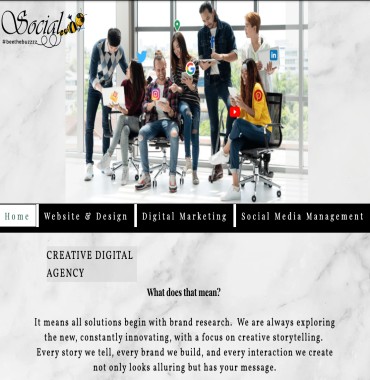 Social
#beethebuzzzz
Home
Website & Design
Digital Marketing
Social Media Management
CREATIVE DIGITAL
AGENCY
What does that mean?
It means all solutions begin with brand research. We are always exploring
the new, constantly innovating, with a focus on creative storytelling.
Every story we tell, every brand we build, and every interaction we create
not only looks alluring but has your message.